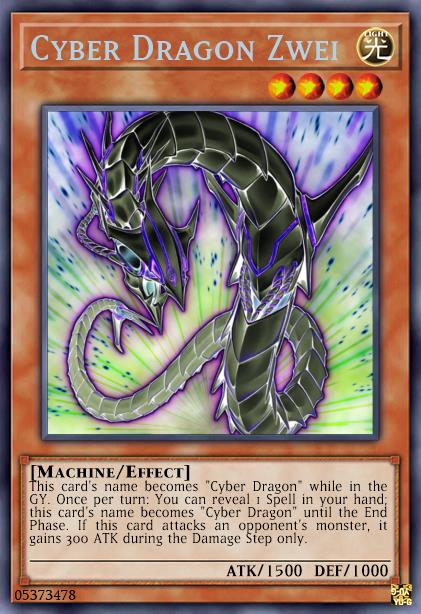 Cyber Dragon Zwei
LIGHT
光
[Machine/Effect]
This card's name becomes "Cyber Dragon" while in the
GY. Once per turn: You can reveal 1 Spell in your hand;
this card's name becomes "Cyber Dragon" until the End
Phase. If this card attacks an opponent's monster, it
gains 300 ATK during the Damage Step only.
ATK/1500 DEF/1000
05373478